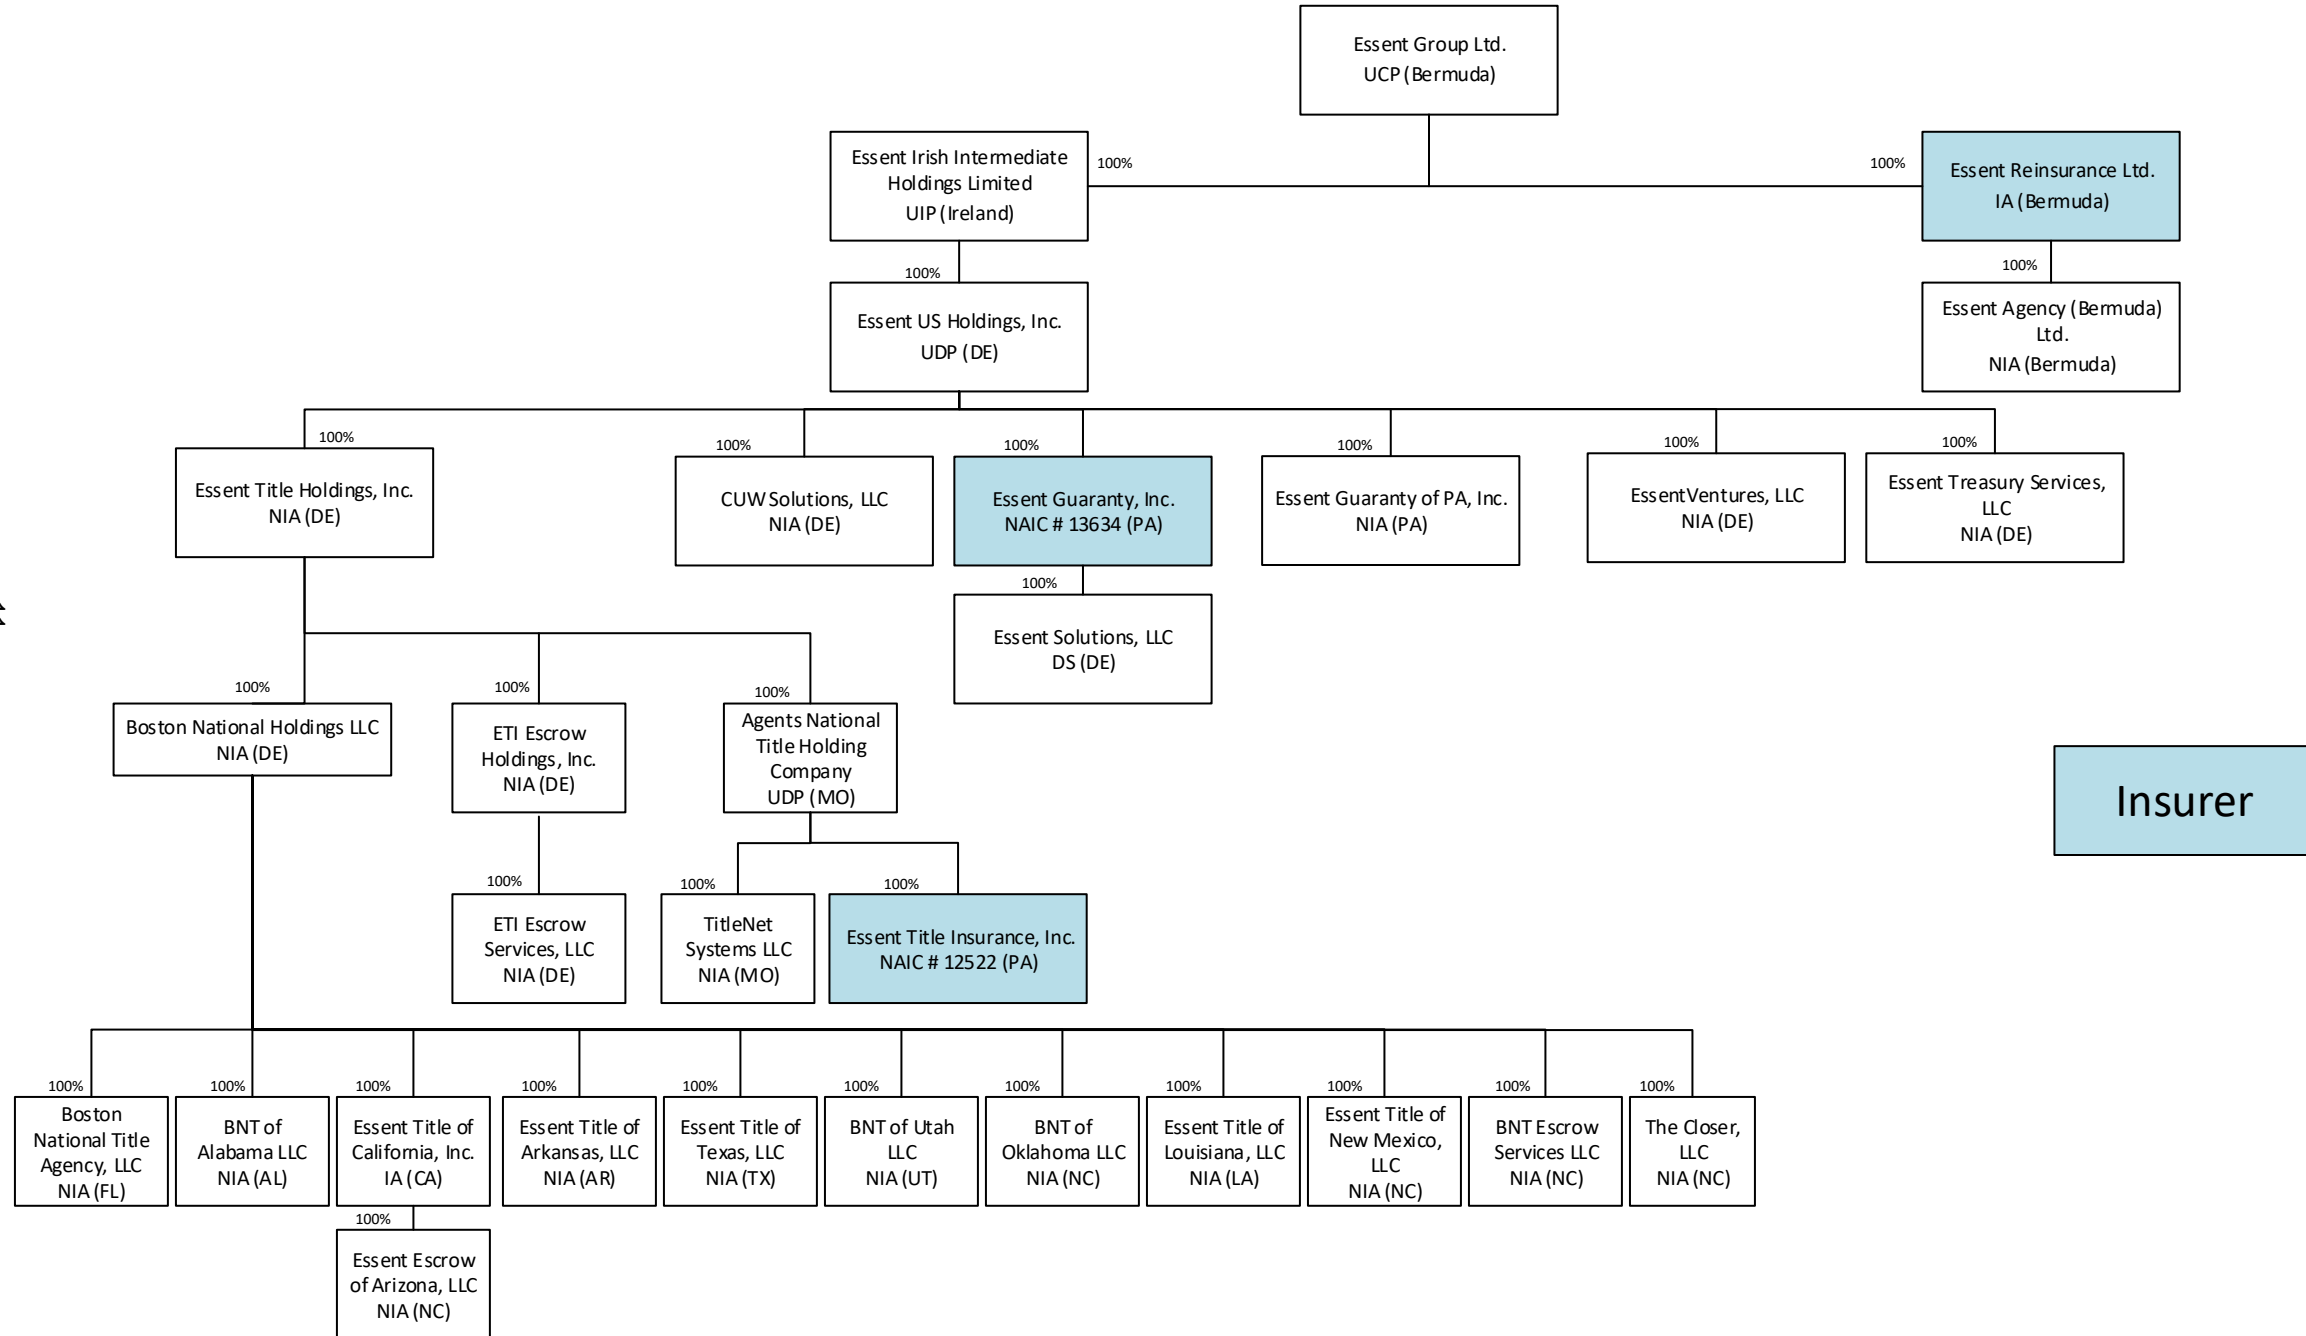 Essent Group Ltd.
UCP (Bermuda)
Essent Irish Intermediate
Holdings Limited
UIP (Ireland)
100%
100%
Essent Reinsurance Ltd.
IA (Bermuda)
100%
100%
Essent US Holdings, Inc.
UDP (DE)
Essent Agency (Bermuda)
Ltd.
NIA (Bermuda)
100%
100%
100%
100%
100%
100%
Essent Title Holdings, Inc.
NIA (DE)
CUW Solutions, LLC
NIA (DE)
Essent Guaranty, Inc.
NAIC # 13634 (PA)
Essent Guaranty of PA, Inc.
NIA (PA)
EssentVentures, LLC
NIA (DE)
Essent Treasury Services,
LLC
NIA (DE)
100%
Essent Solutions, LLC
DS (DE)
100%
100%
100%
Boston National Holdings LLC
NIA (DE)
ETI Escrow
Holdings, Inc.
NIA (DE)
Agents National
Title Holding
Company
UDP (MO)
Insurer
100%
100%
100%
ETI Escrow
Services, LLC
NIA (DE)
TitleNet
Systems LLC
NIA (MO)
Essent Title Insurance, Inc.
NAIC # 12522 (PA)
100%
100%
100%
100%
100%
100%
100%
100%
100%
100%
100%
Boston
National Title
Agency, LLC
NIA (FL)
BNT of
Alabama LLC
NIA (AL)
Essent Title of
California, Inc.
IA (CA)
Essent Title of
Arkansas, LLC
NIA (AR)
Essent Title of
Texas, LLC
NIA (TX)
BNT of Utah
LLC
NIA (UT)
BNT of
Oklahoma LLC
NIA (NC)
Essent Title of
Louisiana, LLC
NIA (LA)
Essent Title of
New Mexico,
LLC
NIA (NC)
BNT Escrow
Services LLC
NIA (NC)
The Closer,
LLC
NIA (NC)
100%
Essent Escrow
of Arizona, LLC
NIA (NC)